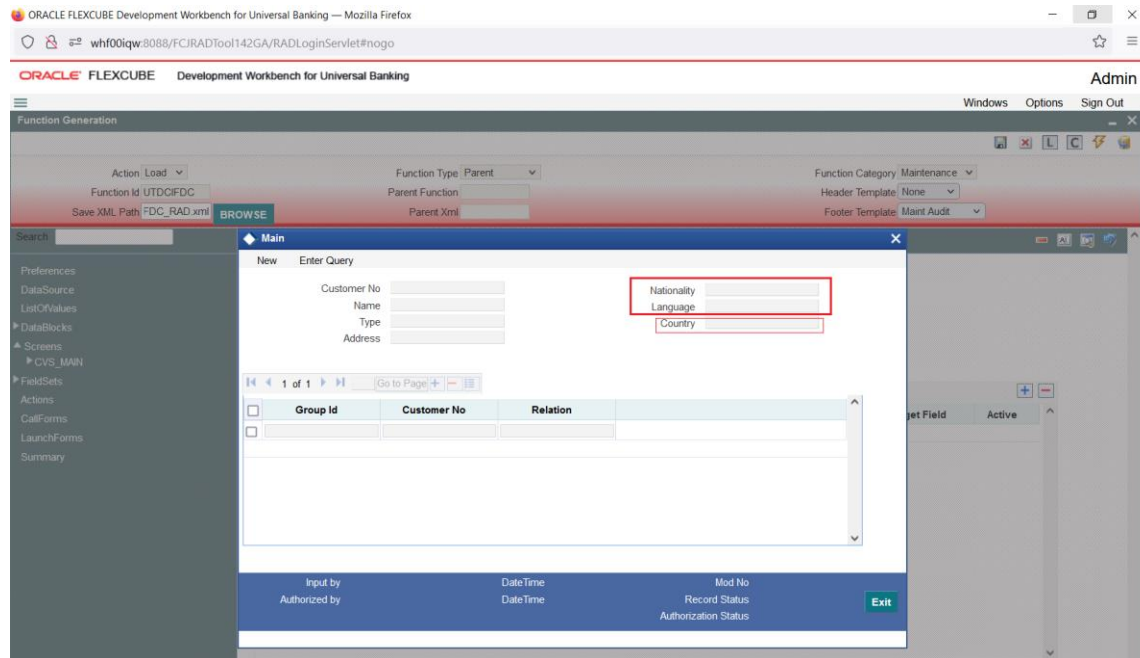 ORACLE FLEXCUBE Development Workbench for Universal Banking — Mozilla Firefox
whf00iqw:8088/FCJRADTool142GA/RADLoginServlet#nogo
ORACLE FLEXCUBE Development Workbench for Universal Banking Admin
Windows Options Sign Out
Function Generation
L C
Action Load Function Type Parent Function Category Maintenance
Function Id UTDCIFDC Parent Function Header Template None
Save XML Path FDC_RAD.xml BROWSE Parent Xml Footer Template Maint Audit
Search Main
New Enter Query
Preferences
DataSource
ListOfValues
DataBlocks
Screens
CVS_MAIN
FieldSets
Actions
CallForms
LaunchForms
Summary
Customer No Nationality
Name Language
Type Country
Address
1 of 1 Go to Page
Group Id Customer No Relation
get Field Active
Input by DateTime Mod No
Authorized by DateTime Record Status
Authorization Status
Exit